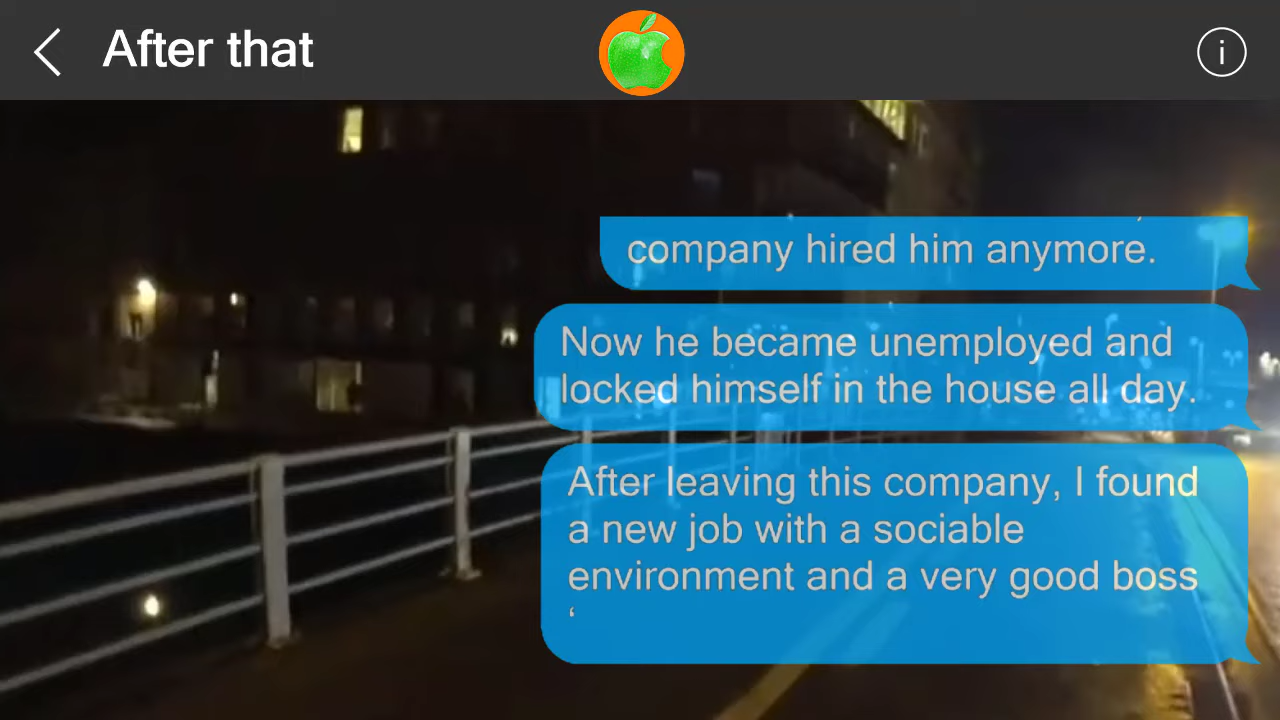 After that
i
company hired him anymore.
Now he became unemployed and
locked himself in the house all day.
After leaving this company, I found
a new job with a sociable
environment and a very good boss
‘